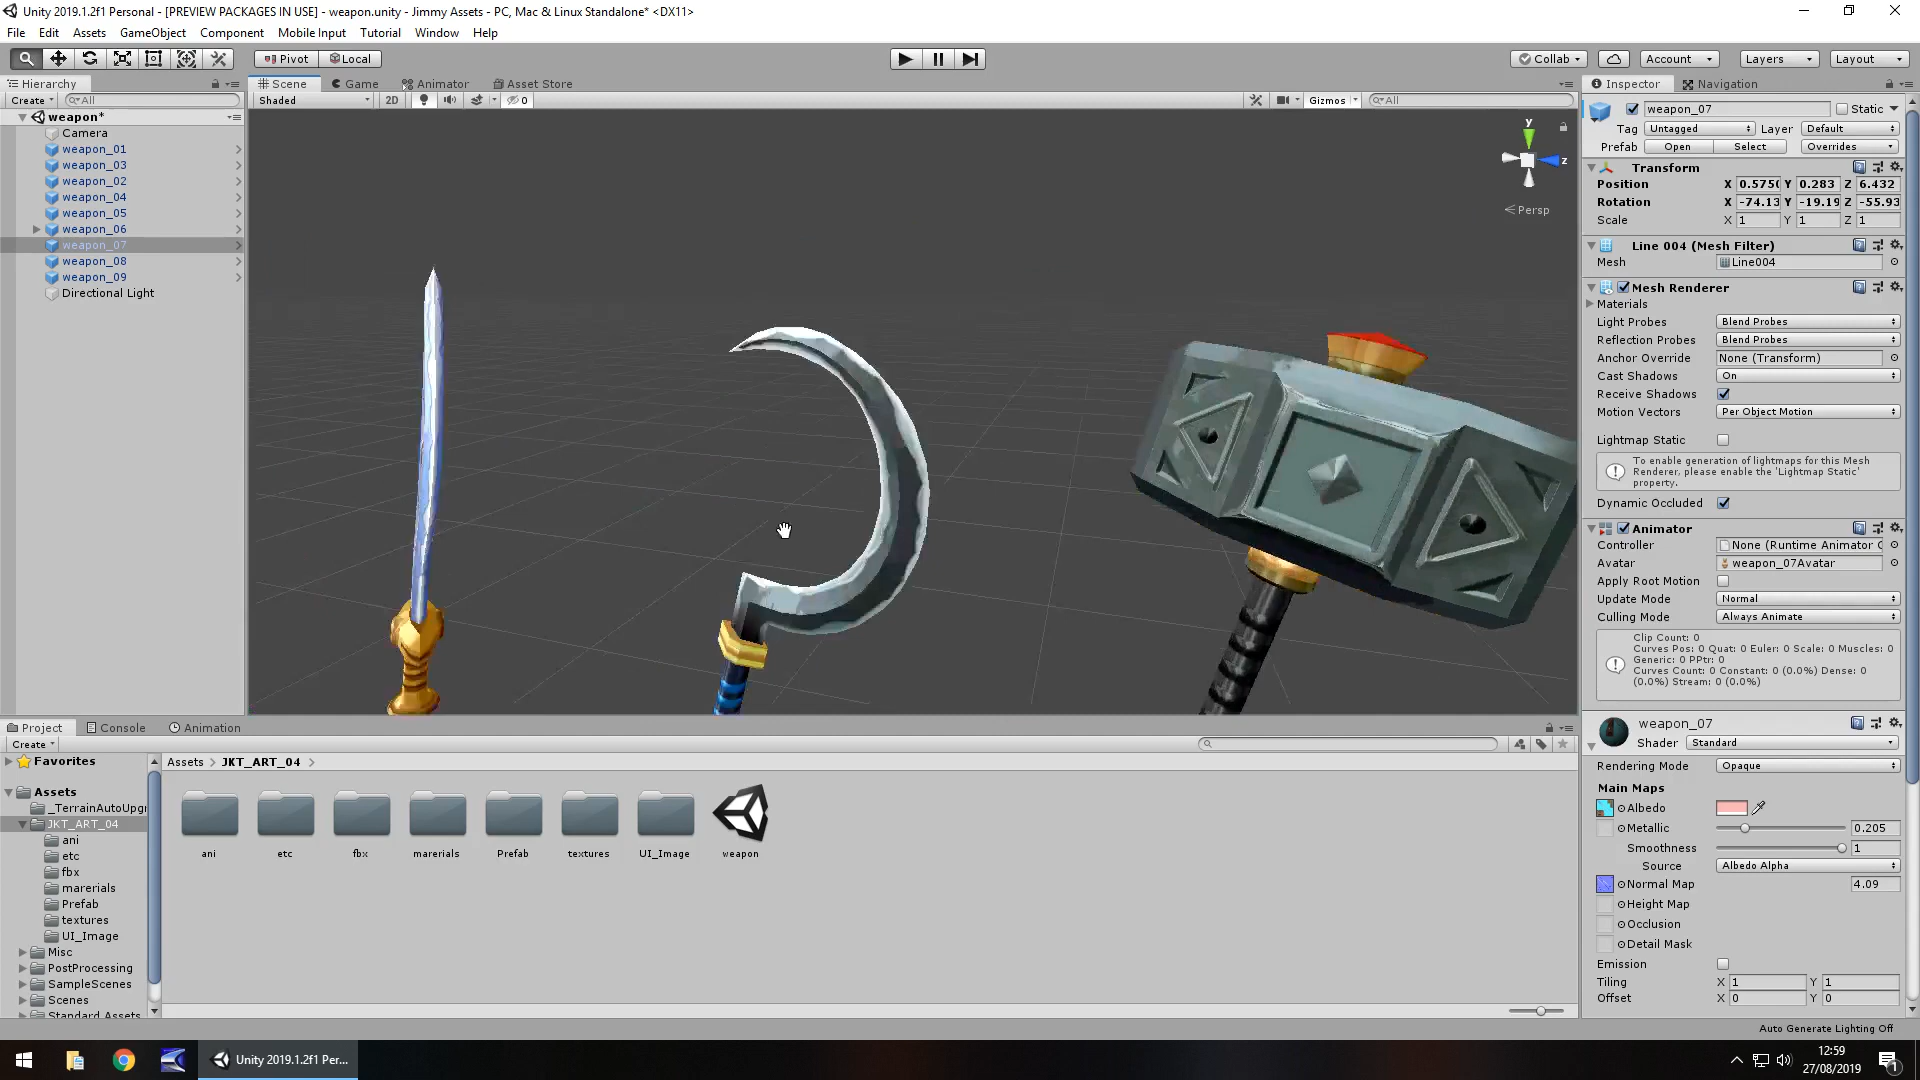 Unity 2019.1.2f1 Personal - [PREVIEW PACKAGES IN USE] - weapon.unity - Jimmy Assets - PC, Mac & Linux Standalone* <DX11>
File Edit Assets GameObject Component Mobile Input Tutorial Window Help
Pivot Local Collab Account Layers Layout
Hierarchy Scene Game Animator Asset Store Inspector Navigation
Create All Shaded 2D 0 Gizmos All
weapon*
Camera
weapon_01
weapon_03
weapon_02
weapon_04
weapon_05
weapon_06
weapon_07
weapon_08
weapon_09
Directional Light
y
z
Persp
weapon_07 Static
Tag Untagged Layer Default
Prefab Open Select Overrides
Transform
Position X 0.575( Y 0.283 Z 6.432
Rotation X -74.13 Y -19.19 Z -55.93
Scale X 1 Y 1 Z 1
Line 004 (Mesh Filter)
Mesh Line004
Mesh Renderer
Materials
Light Probes Blend Probes
Reflection Probes Blend Probes
Anchor Override None (Transform)
Cast Shadows On
Receive Shadows
Motion Vectors Per Object Motion
Lightmap Static
To enable generation of lightmaps for this Mesh
Renderer, please enable the 'Lightmap Static'
property.
Dynamic Occluded
Animator
Controller None (Runtime Animator C
Avatar weapon_07Avatar
Apply Root Motion
Update Mode Normal
Culling Mode Always Animate
Clip Count: 0
Curves Pos: 0 Quat: 0 Euler: 0 Scale: 0 Muscles: 0
Generic: 0 PPtr: 0
Curves Count: 0 Constant: 0 (0.0%) Dense: 0
(0.0%) Stream: 0 (0.0%)
weapon_07
Shader Standard
Rendering Mode Opaque
Main Maps
Albedo
Metallic 0.205
Smoothness 1
Source Albedo Alpha
Normal Map 4.09
Height Map
Occlusion
Detail Mask
Emission
Tiling X 1 Y 1
Offset X 0 Y 0
Project Console Animation
Create
Favorites
Assets
_TerrainAutoUpgr
JKT_ART_04
ani
etc
fbx
marerials
Prefab
textures
UI_Image
Misc
PostProcessing
SampleScenes
Scenes
Standard Assets
Assets JKT_ART_04
ani etc fbx marerials Prefab textures UI_Image weapon
Auto Generate Lighting Off
Unity 2019.1.2f1 Per...
12:59
27/08/2019
1